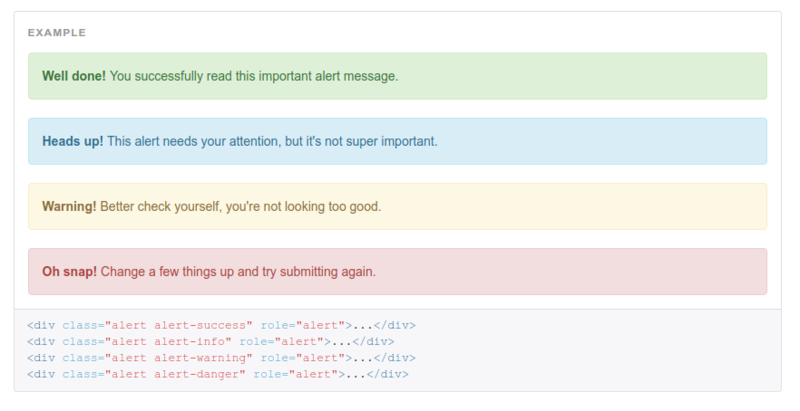 EXAMPLE
Well done! You successfully read this important alert message.
Heads up! This alert needs your attention, but it's not super important.
Warning! Better check yourself, you're not looking too good.
Oh snap! Change a few things up and try submitting again.
<div class="alert alert-success" role="alert">...</div>
<div class="alert alert-info" role="alert">...</div>
<div class="alert alert-warning" role="alert">...</div>
<div class="alert alert-danger" role="alert">...</div>